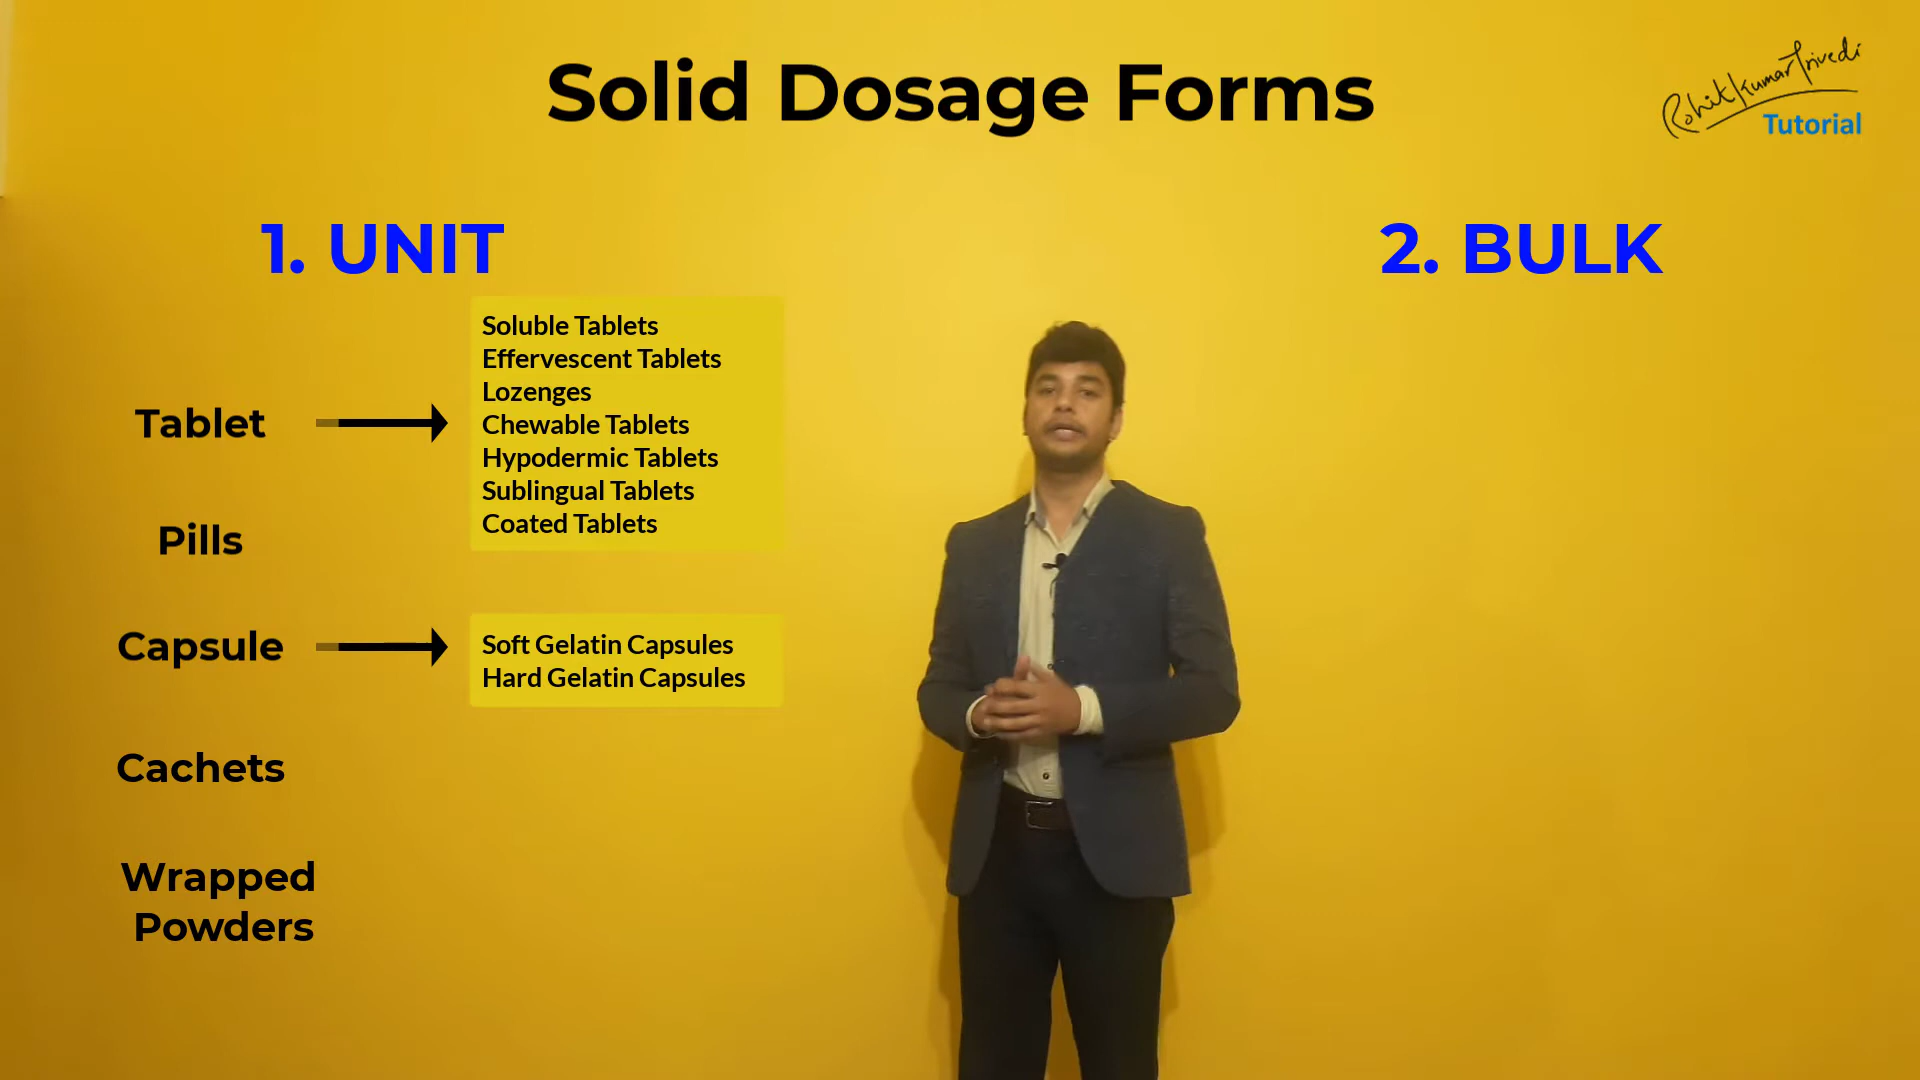 Solid Dosage Forms
Rohit Kumar Trivedi
Tutorial
1. UNIT
2. BULK
Tablet
Soluble Tablets
Effervescent Tablets
Lozenges
Chewable Tablets
Hypodermic Tablets
Sublingual Tablets
Coated Tablets
Pills
Capsule
Soft Gelatin Capsules
Hard Gelatin Capsules
Cachets
Wrapped
Powders